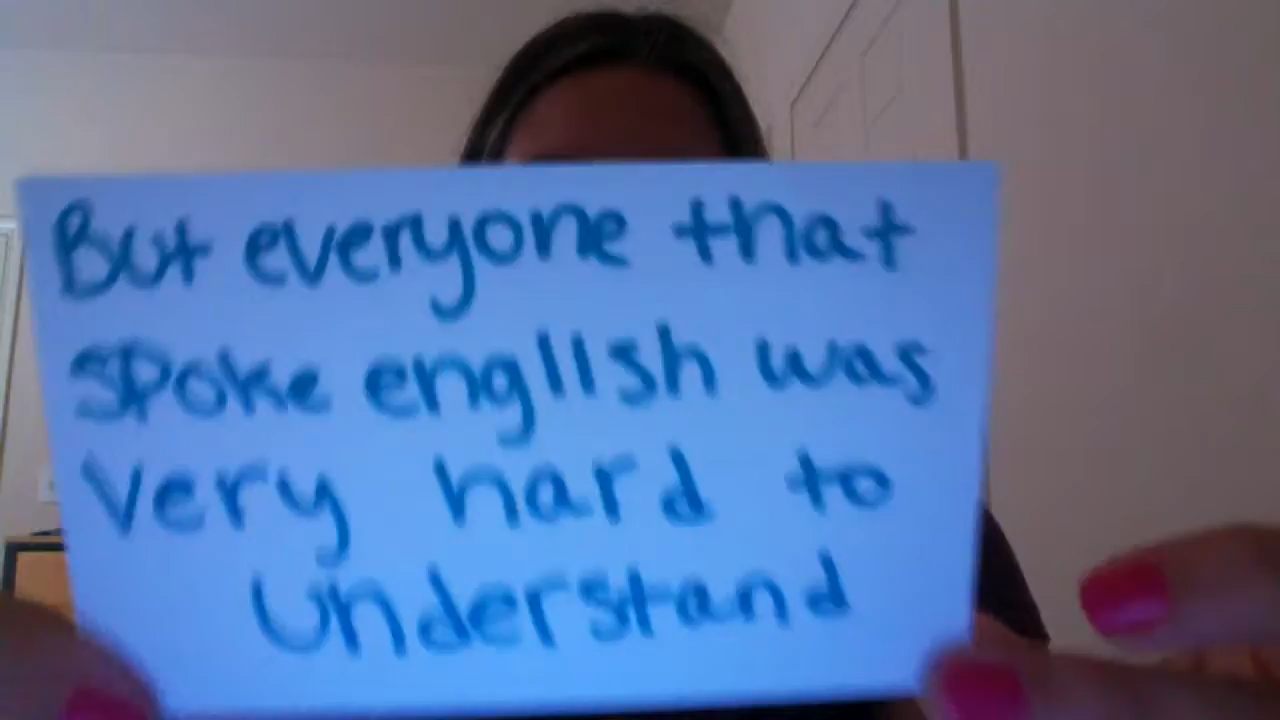 But everyone that
spoke english was
very hard to
understand